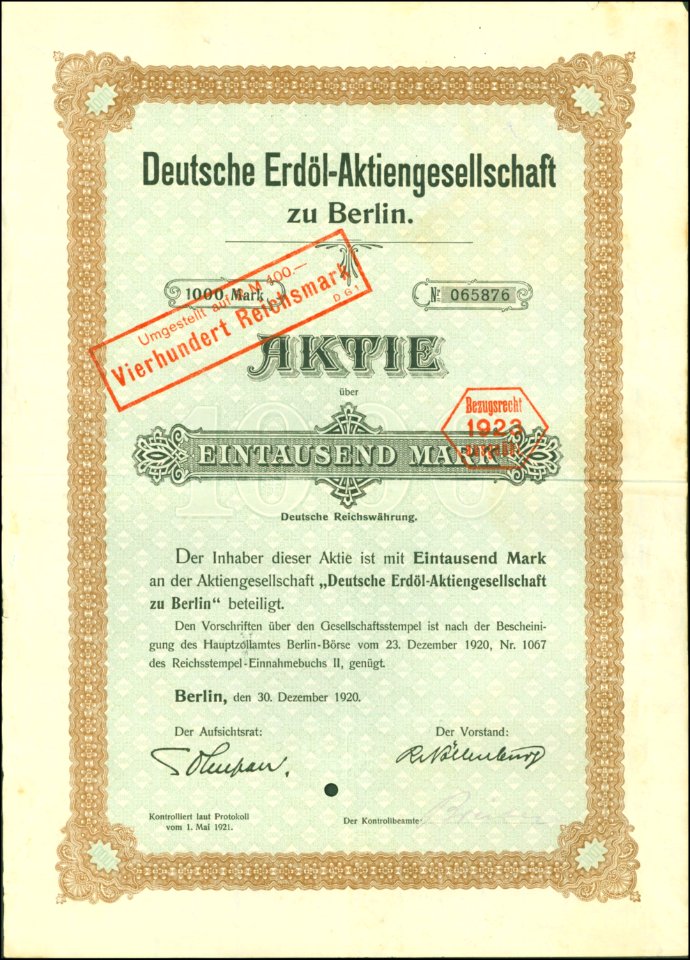 Deutsche Erdöl-Aktiengesellschaft
zu Berlin.
1000 Mark
Nr 065876
Umgestellt auf G M 400.—
Vierhundert Reichsmark
DG1
AKTIE
über
Bezugsrecht
1923
1000
EINTAUSEND MARK
Deutsche Reichswährung.
Der Inhaber dieser Aktie ist mit Eintausend Mark
an der Aktiengesellschaft „Deutsche Erdöl-Aktiengesellschaft
zu Berlin“ beteiligt.
Den Vorschriften über den Gesellschaftsstempel ist nach der Bescheini-
gung des Hauptzollamtes Berlin-Börse vom 23. Dezember 1920, Nr. 1067
des Reichsstempel-Einnahmebuchs II, genügt.
Berlin, den 30. Dezember 1920.
Der Aufsichtsrat:
Der Vorstand:
Kontrolliert laut Protokoll
vom 1. Mai 1921.
Der Kontrollbeamte: